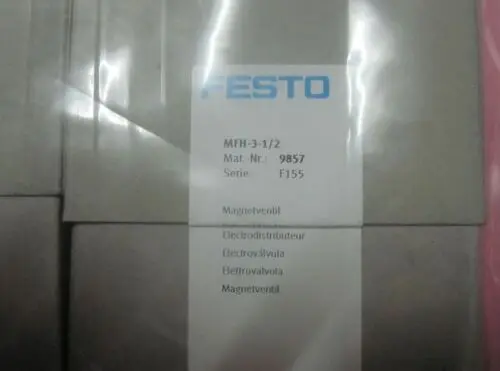 FESTO
MFH-3-1/2
Mat.-Nr.: 9857
Serie: F155
Magnetventil
Electrodistributeur
Electroválvula
Elettrovalvola
Magnetventil